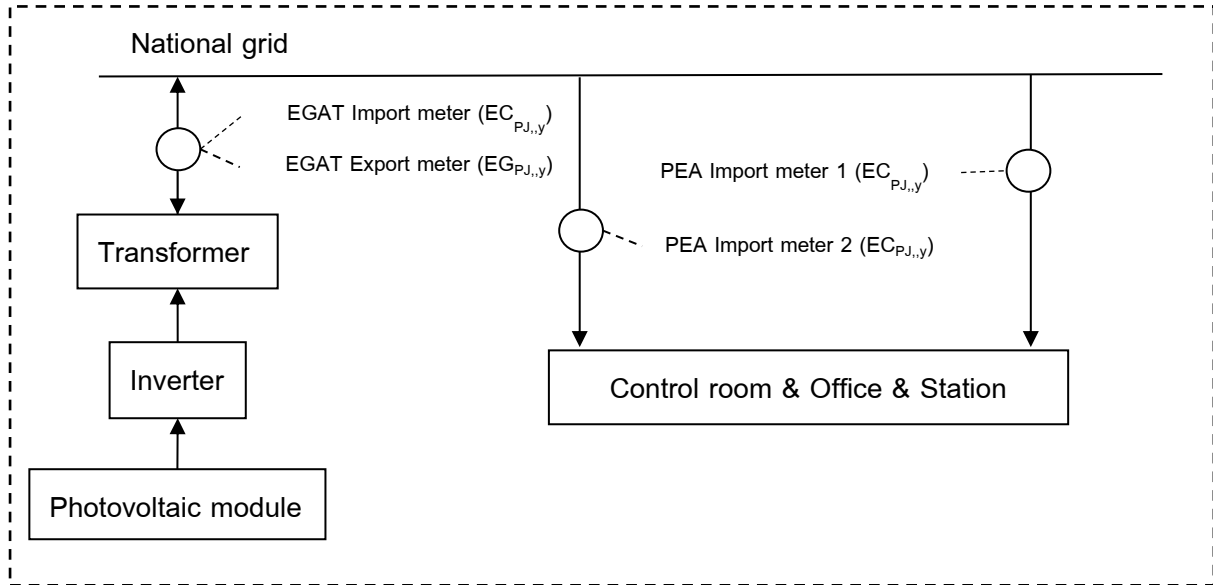 National grid
EGAT Import meter (EC_PJ,,y)
EGAT Export meter (EG_PJ,,y)
PEA Import meter 1 (EC_PJ,,y)
PEA Import meter 2 (EC_PJ,,y)
Transformer
Inverter
Control room & Office & Station
Photovoltaic module